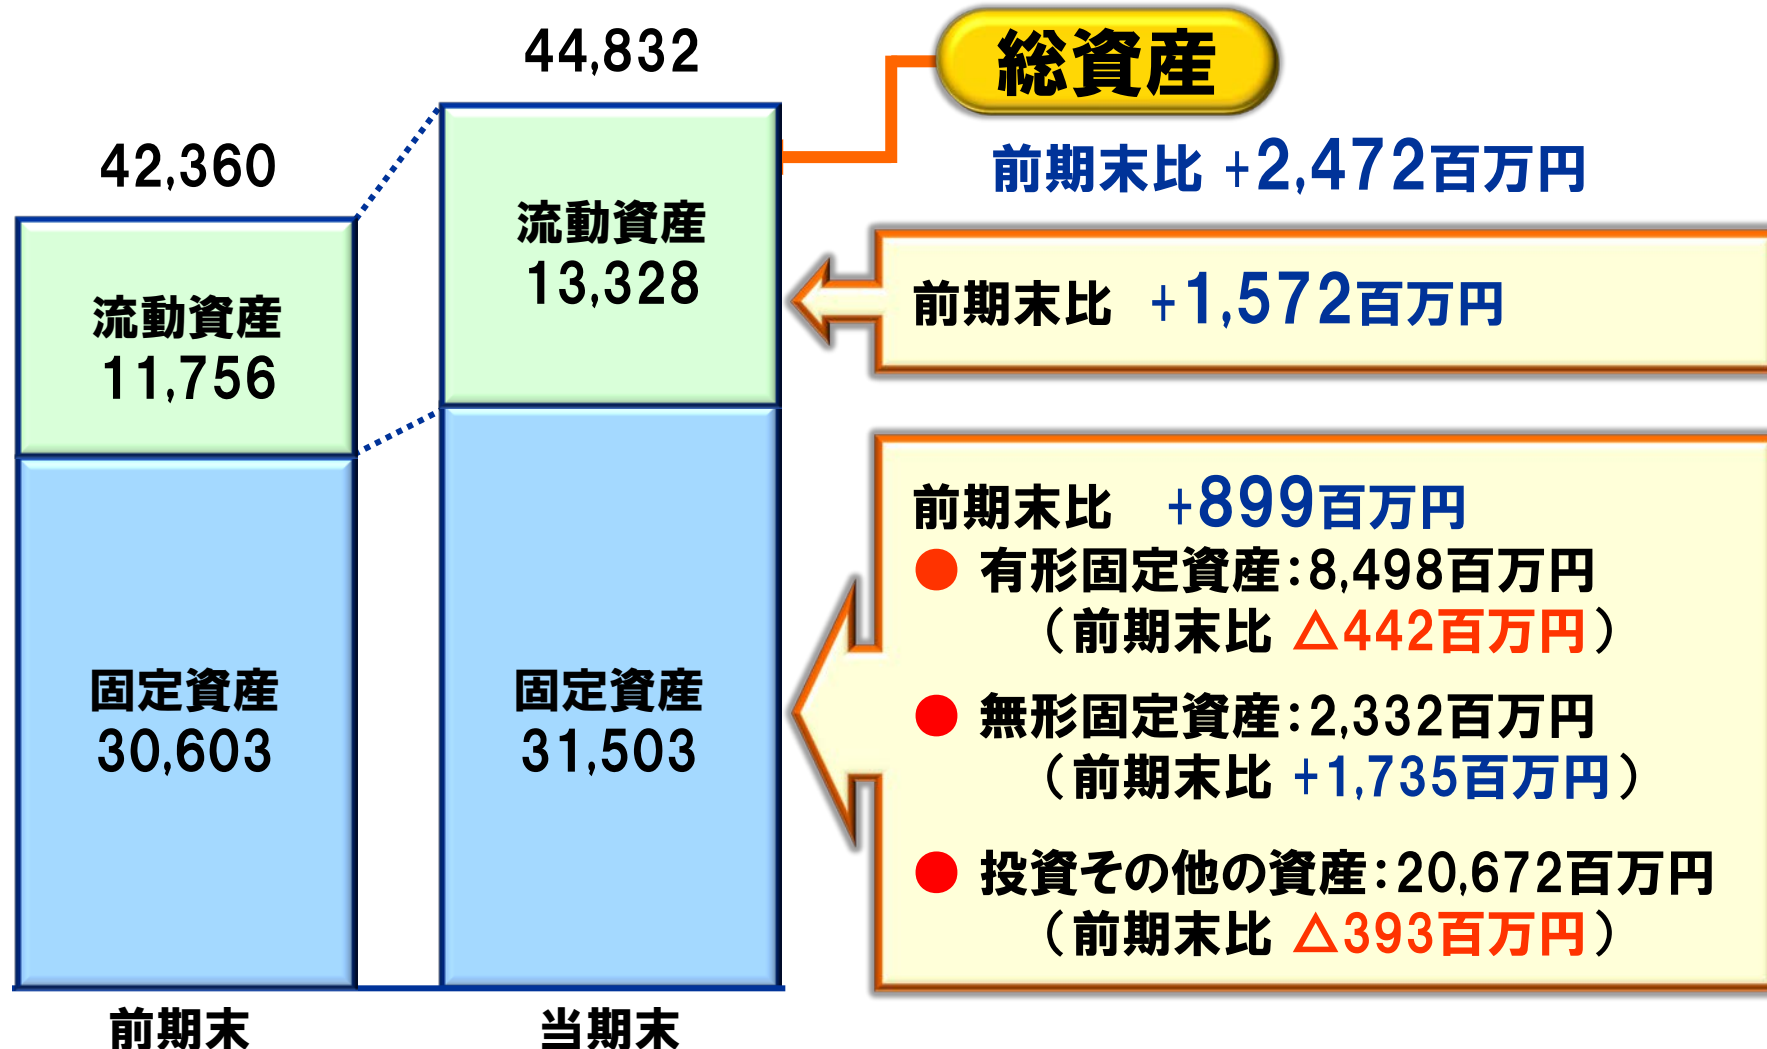 44,832
総資産
42,360
前期末比 +2,472百万円
流動資産
13,328
前期末比 +1,572百万円
流動資産
11,756
前期末比 +899百万円
● 有形固定資産:8,498百万円
(前期末比 △442百万円)
固定資産
30,603
固定資産
31,503
● 無形固定資産:2,332百万円
(前期末比 +1,735百万円)
● 投資その他の資産:20,672百万円
(前期末比 △393百万円)
前期末
当期末